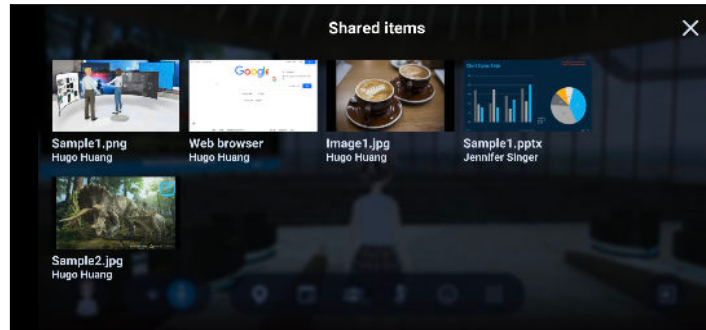 Shared items
Sample1.png
Hugo Huang
Web browser
Hugo Huang
Image1.jpg
Hugo Huang
Sample1.pptx
Jennifer Singer
Google
Sample2.jpg
Hugo Huang